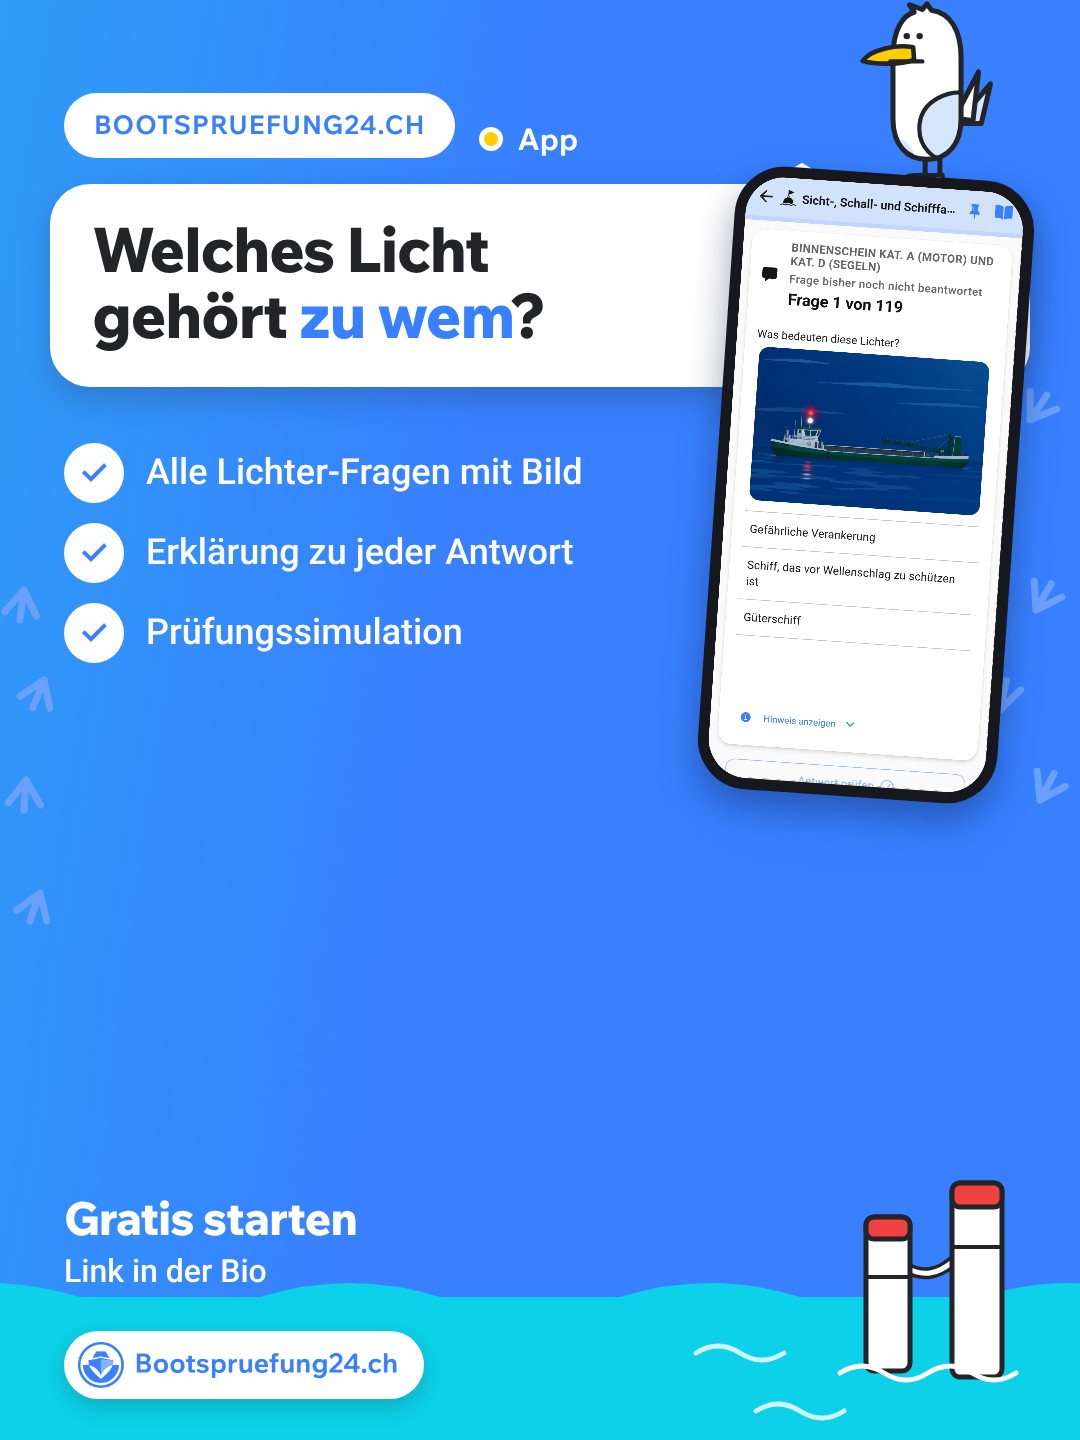 BOOTSPRUEFUNG24.CH
App
Welches Licht
gehört zu wem?
Alle Lichter-Fragen mit Bild
Erklärung zu jeder Antwort
Prüfungssimulation
Sicht-, Schall- und Schifffa...
BINNENSCHEIN KAT. A (MOTOR) UND
KAT. D (SEGELN)
Frage bisher noch nicht beantwortet
Frage 1 von 119
Was bedeuten diese Lichter?
Gefährliche Verankerung
Schiff, das vor Wellenschlag zu schützen
ist
Güterschiff
Hinweis anzeigen
Antwort prüfen
Gratis starten
Link in der Bio
Bootspruefung24.ch